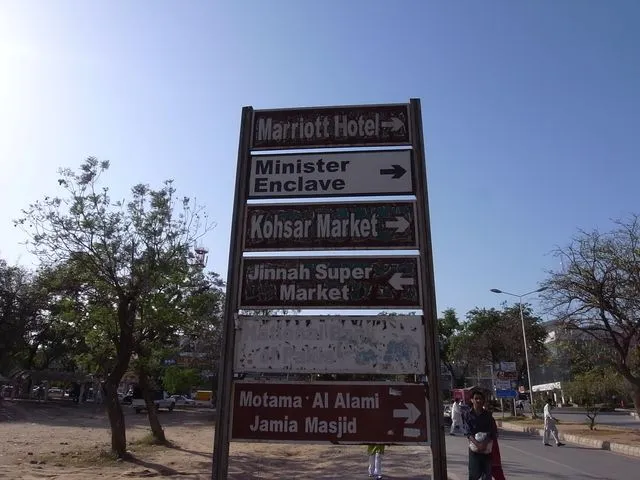 Marriott Hotel
Minister
Enclave
Kohsar Market
Jinnah Super
Market
Motama Al Alami
Jamia Masjid